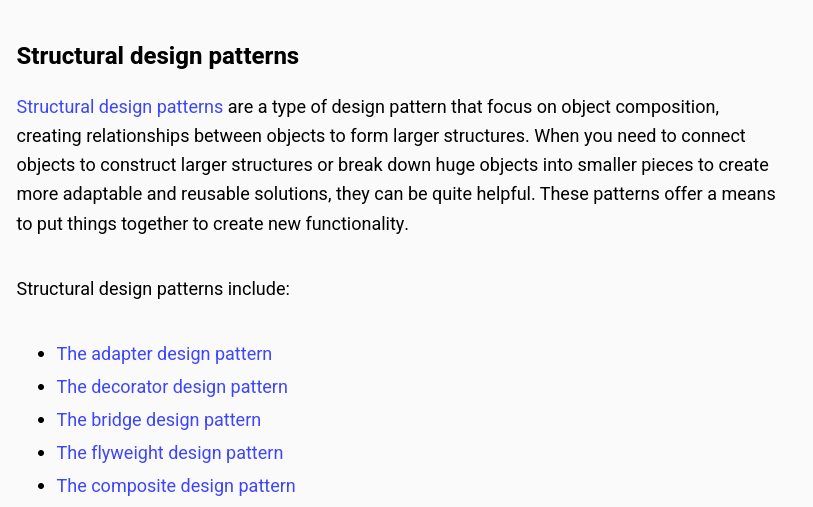 Structural design patterns
Structural design patterns are a type of design pattern that focus on object composition,
creating relationships between objects to form larger structures. When you need to connect
objects to construct larger structures or break down huge objects into smaller pieces to create
more adaptable and reusable solutions, they can be quite helpful. These patterns offer a means
to put things together to create new functionality.
Structural design patterns include:
• The adapter design pattern
• The decorator design pattern
• The bridge design pattern
• The flyweight design pattern
• The composite design pattern